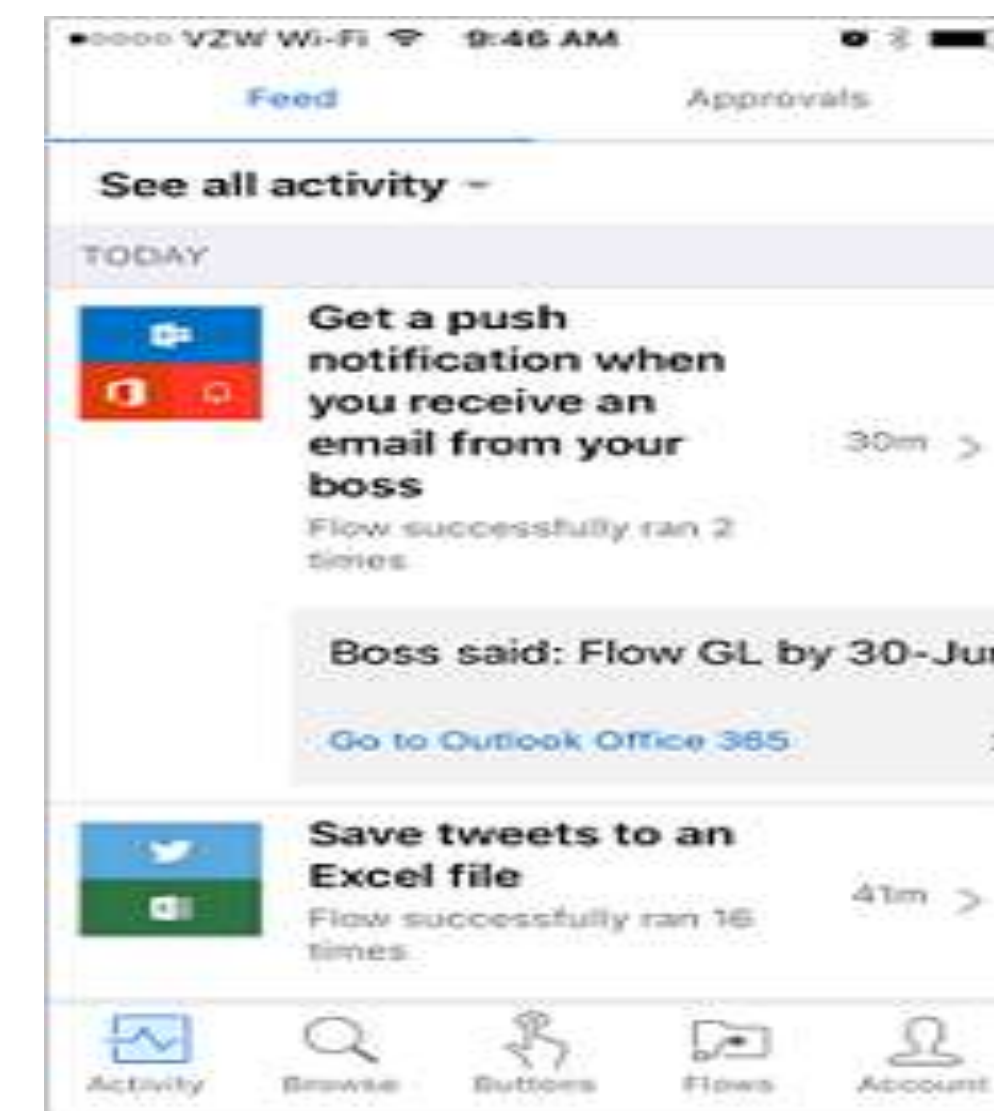 VZW Wi-Fi 9:46 AM
Feed Approvals
See all activity
TODAY
Get a push
notification when
you receive an
email from your
boss
30m >
Flow successfully ran 2
times
Boss said: Flow GL by 30-Jun
Go to Outlook Office 365
Save tweets to an
Excel file
41m >
Flow successfully ran 16
times
Activity Browse Buttons Flows Account